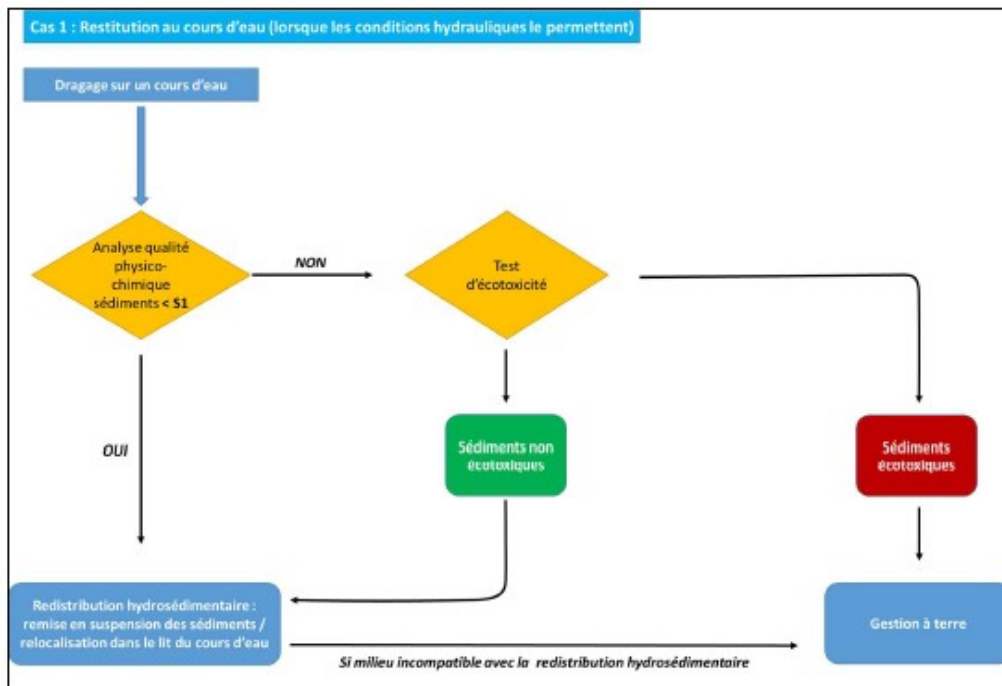 Cas 1 : Restitution au cours d'eau (lorsque les conditions hydrauliques le permettent)
Dragage sur un cours d'eau
Analyse qualité
physico-
chimique
sédiments < S1
NON
Test
d'écotoxicité
OUI
Sédiments non
écotoxiques
Sédiments
écotoxiques
Redistribution hydrosédimentaire :
remise en suspension des sédiments /
relocalisation dans le lit du cours d'eau
Gestion à terre
Si milieu incompatible avec la redistribution hydrosédimentaire